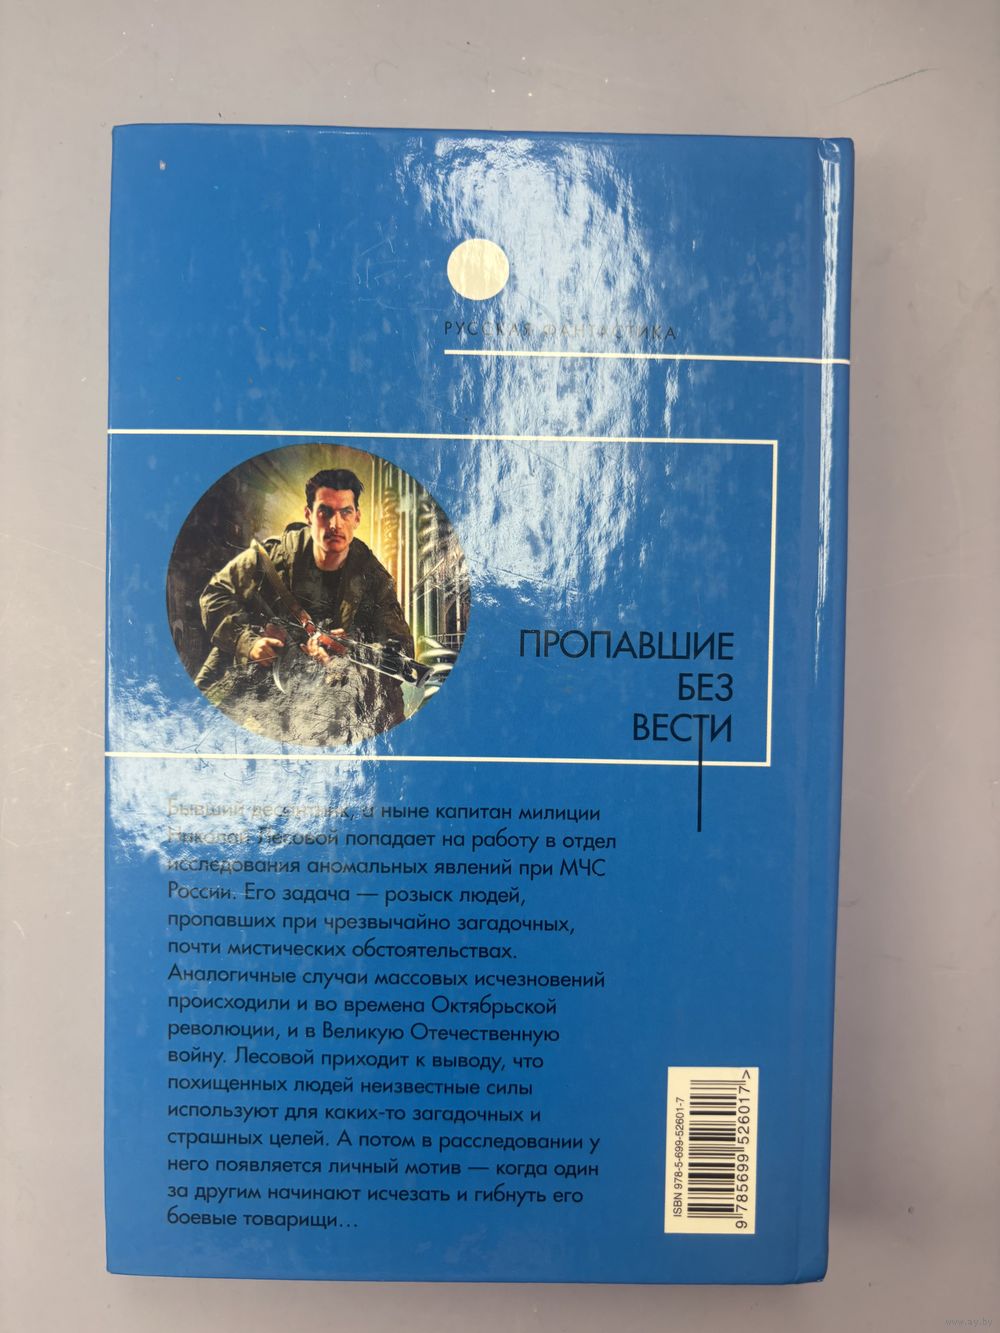 РУССКАЯ ФАНТАСТИКА
ПРОПАВШИЕ
БЕЗ
ВЕСТИ
Бывший десантник, а ныне капитан милиции
Николай Лесовой попадает на работу в отдел
исследования аномальных явлений при МЧС
России. Его задача — розыск людей,
пропавших при чрезвычайно загадочных,
почти мистических обстоятельствах.
Аналогичные случаи массовых исчезновений
происходили и во времена Октябрьской
революции, и в Великую Отечественную
войну. Лесовой приходит к выводу, что
похищенных людей неизвестные силы
используют для каких-то загадочных и
страшных целей. А потом в расследовании у
него появляется личный мотив — когда один
за другим начинают исчезать и гибнуть его
боевые товарищи...
ISBN 978-5-699-52601-7
9 785699 526017 >
www.ay.by